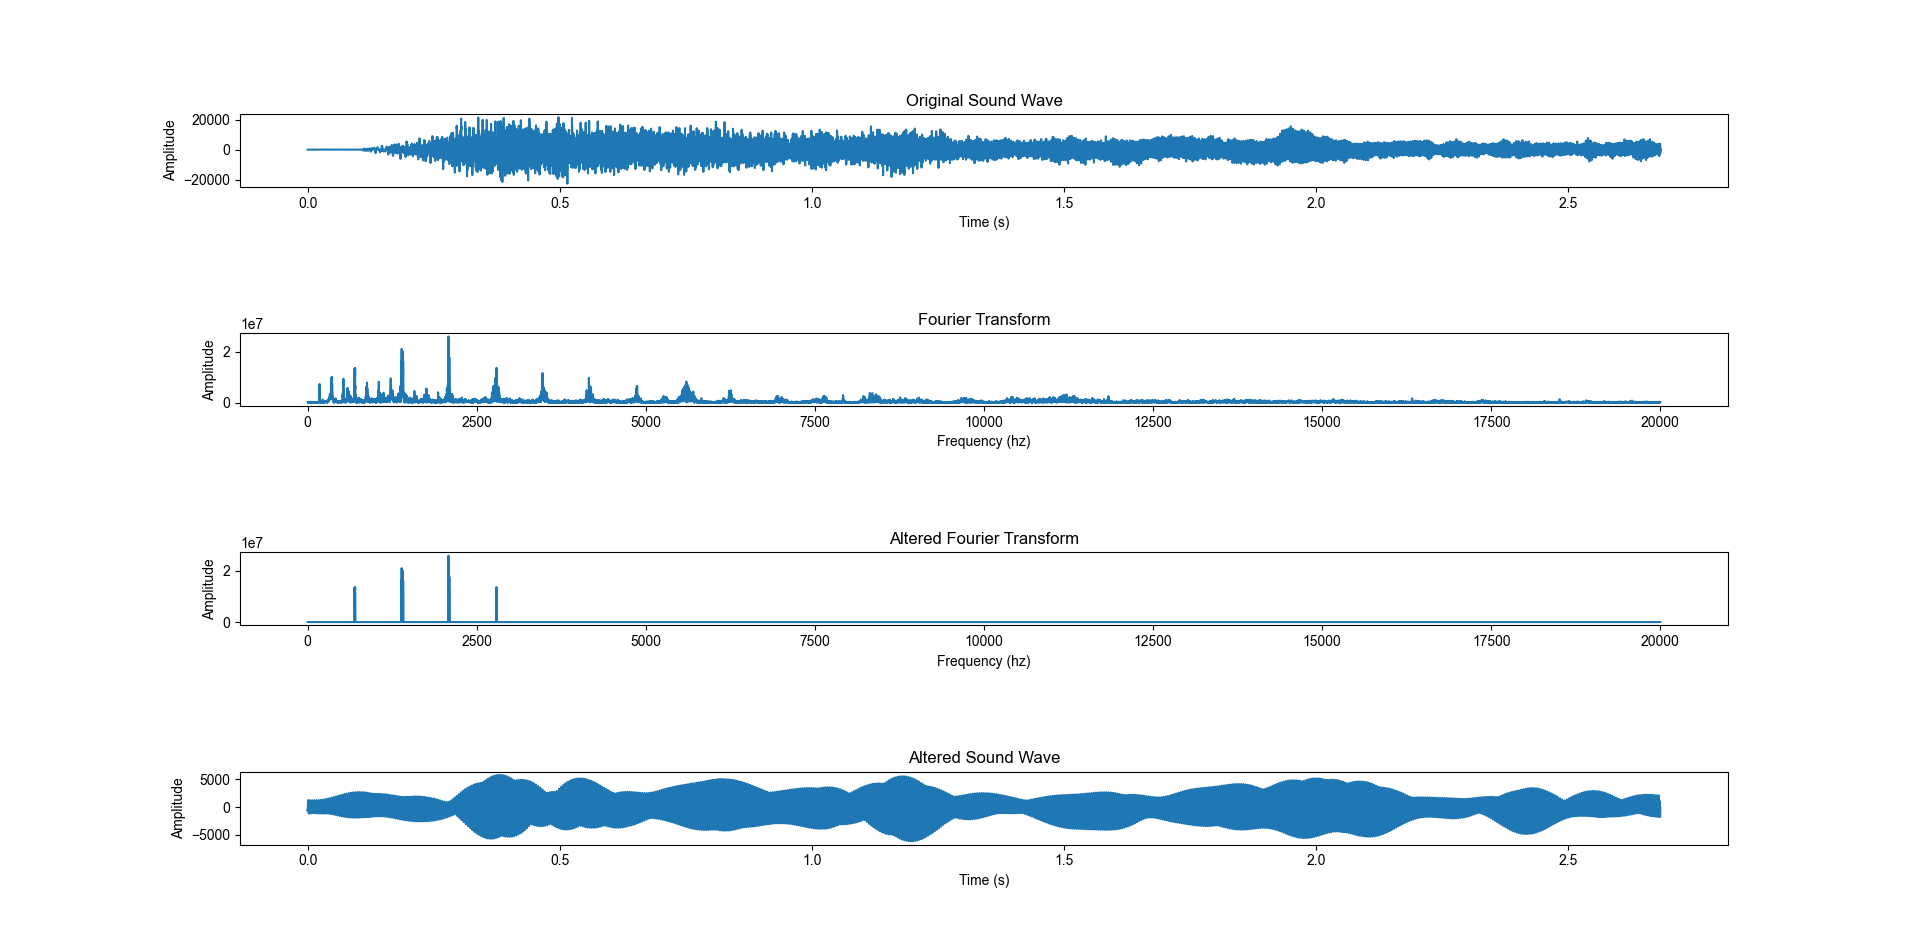 Original Sound Wave
Amplitude
20000
0
−20000
0.0 0.5 1.0 1.5 2.0 2.5
Time (s)
Fourier Transform
1e7
Amplitude
2
0
0 2500 5000 7500 10000 12500 15000 17500 20000
Frequency (hz)
Altered Fourier Transform
1e7
Amplitude
2
0
0 2500 5000 7500 10000 12500 15000 17500 20000
Frequency (hz)
Altered Sound Wave
Amplitude
5000
0
−5000
0.0 0.5 1.0 1.5 2.0 2.5
Time (s)